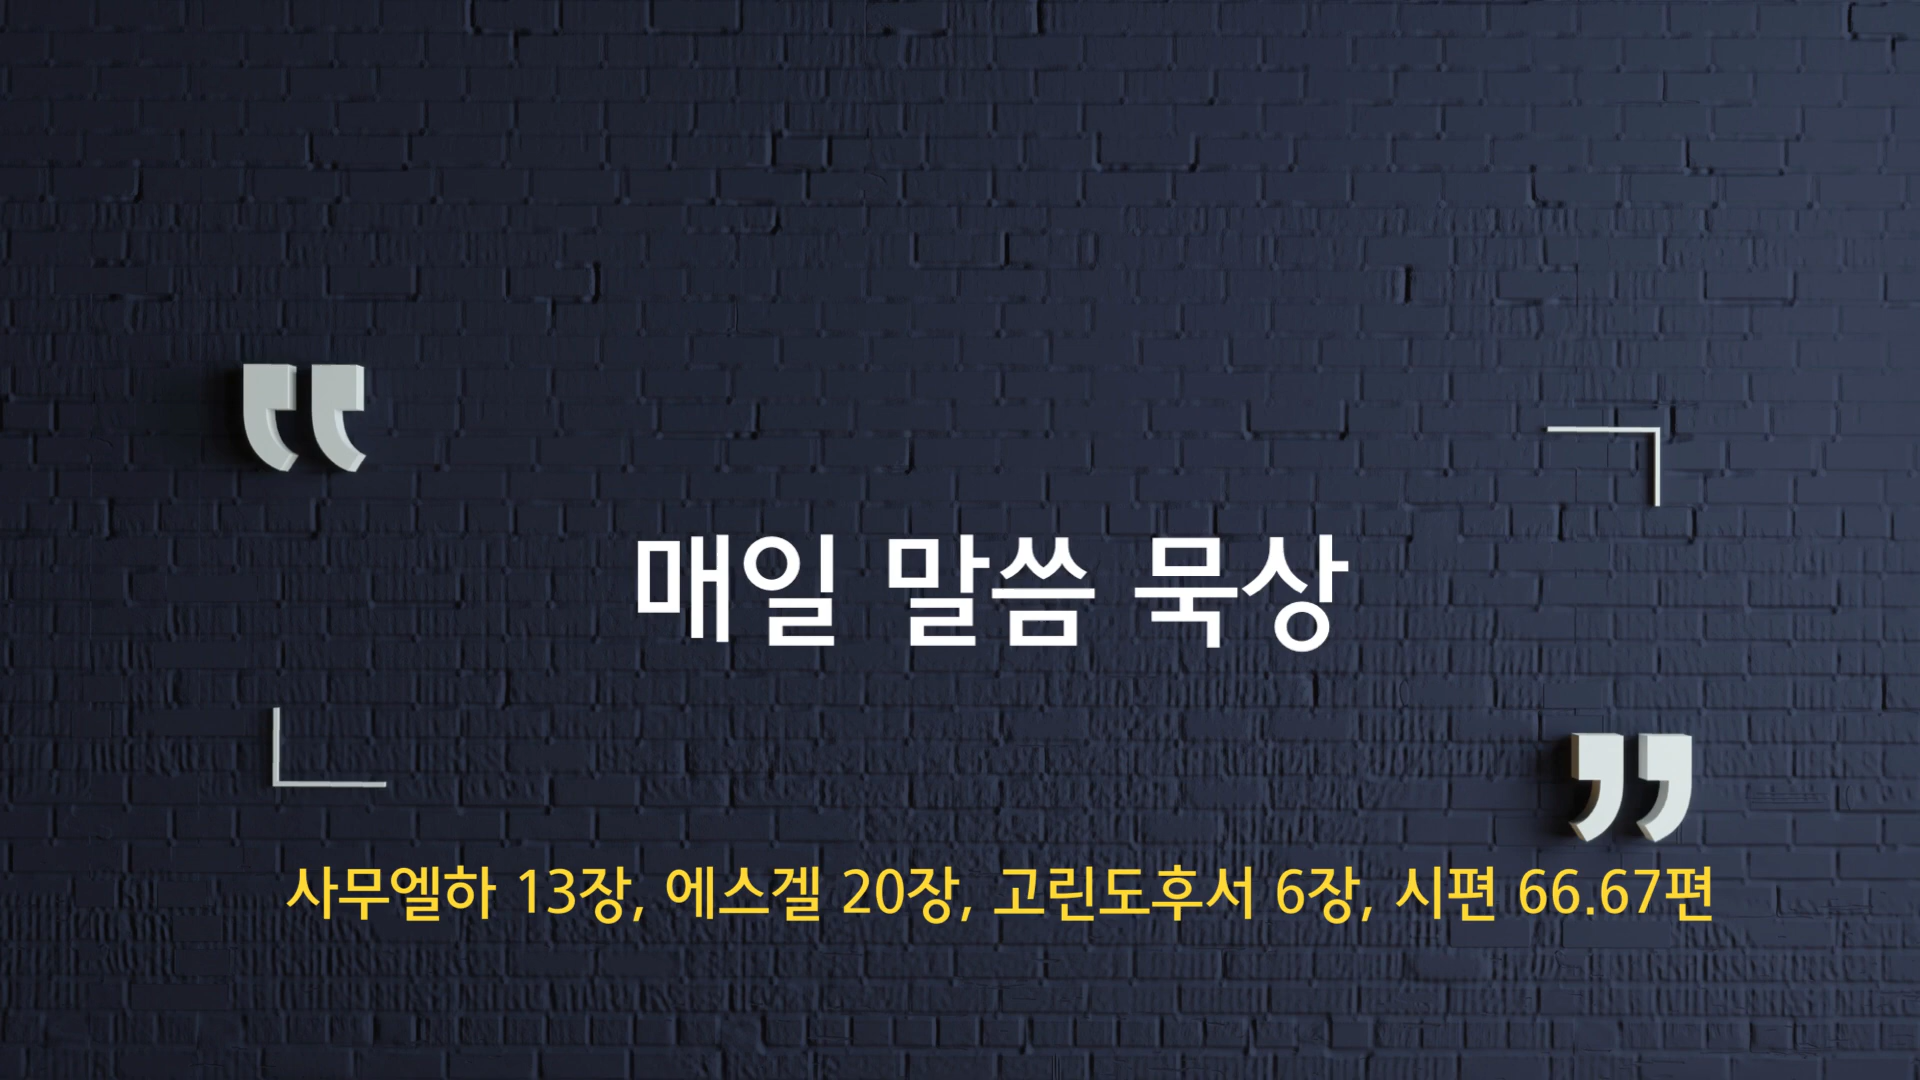 매일 말씀 묵상
사무엘하 13장, 에스겔 20장, 고린도후서 6장, 시편 66.67편